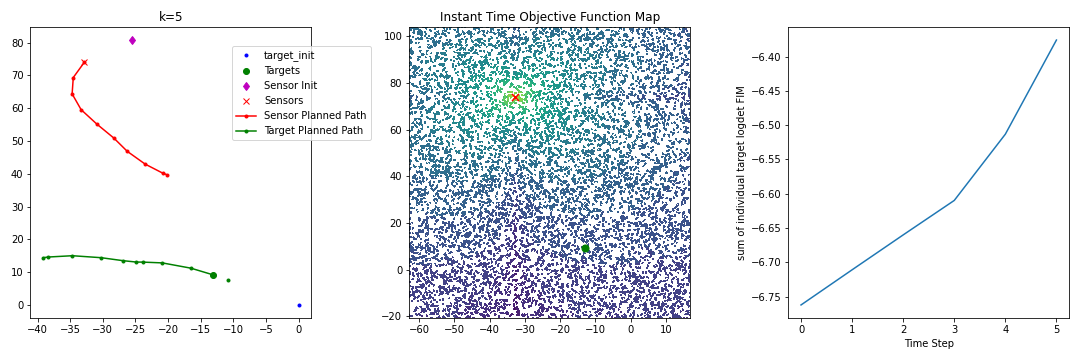 k=5
80
70
60
50
40
30
20
10
0
−40 −35 −30 −25 −20 −15 −10 −5 0
target_init
Targets
Sensor Init
Sensors
Sensor Planned Path
Target Planned Path
Instant Time Objective Function Map
100
80
60
40
20
0
−20
−60 −50 −40 −30 −20 −10 0 10
sum of individual target logdet FIM
−6.40
−6.45
−6.50
−6.55
−6.60
−6.65
−6.70
−6.75
0 1 2 3 4 5
Time Step